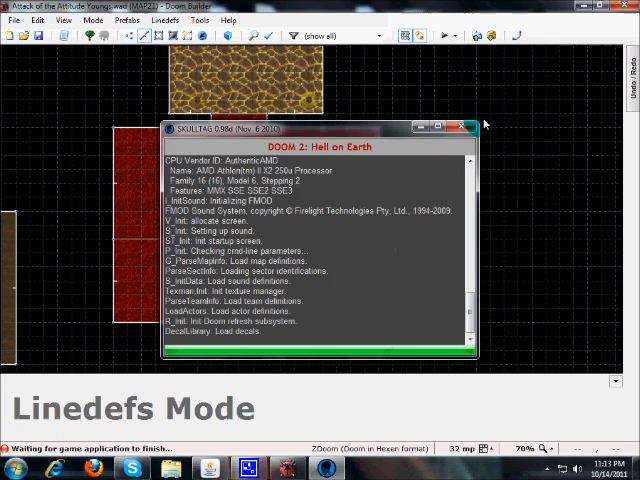 Attack of the Attitude Youngs.wad (MAP21) - Doom Builder
File Edit View Mode Prefabs Linedefs Tools Help
(show all)
Undo / Redo
SKULLTAG 0.98d (Nov 6 2010)
DOOM 2: Hell on Earth
CPU Vendor ID: AuthenticAMD
Name: AMD Athlon(tm) II X2 250u Processor
Family 16 (16), Model 6, Stepping 2
Features: MMX SSE SSE2 SSE3
I_InitSound: Initializing FMOD
FMOD Sound System, copyright © Firelight Technologies Pty, Ltd., 1994-2009.
V_Init: allocate screen.
S_Init: Setting up sound.
ST_Init: Init startup screen.
P_Init: Checking cmd-line parameters...
G_ParseMapInfo: Load map definitions.
ParseSectInfo: Loading sector identifications.
S_InitData: Load sound definitions.
Texman.Init: Init texture manager.
ParseTeamInfo: Load team definitions.
LoadActors: Load actor definitions.
R_Init: Init Doom refresh subsystem.
DecalLibrary: Load decals.
Linedefs Mode
Waiting for game application to finish... ZDoom (Doom in Hexen format) 32 mp 70% -- , --
11:13 PM
10/14/2011